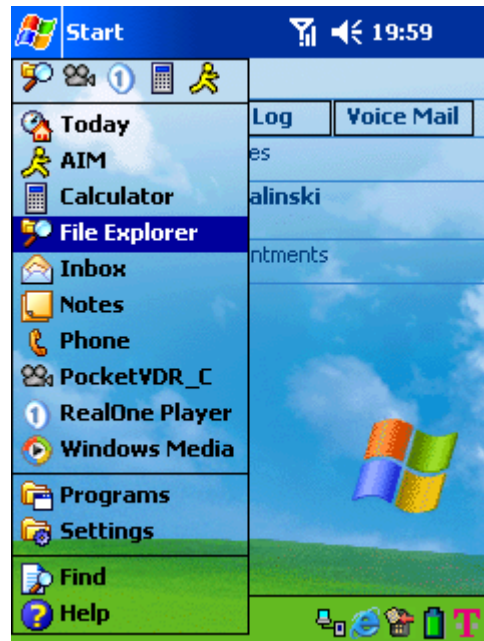 Start 19:59
Today
Log Voice Mail
AIM
es
Calculator
alinski
File Explorer
ntments
Inbox
Notes
Phone
PocketVDR_C
RealOne Player
Windows Media
Programs
Settings
Find
Help
T